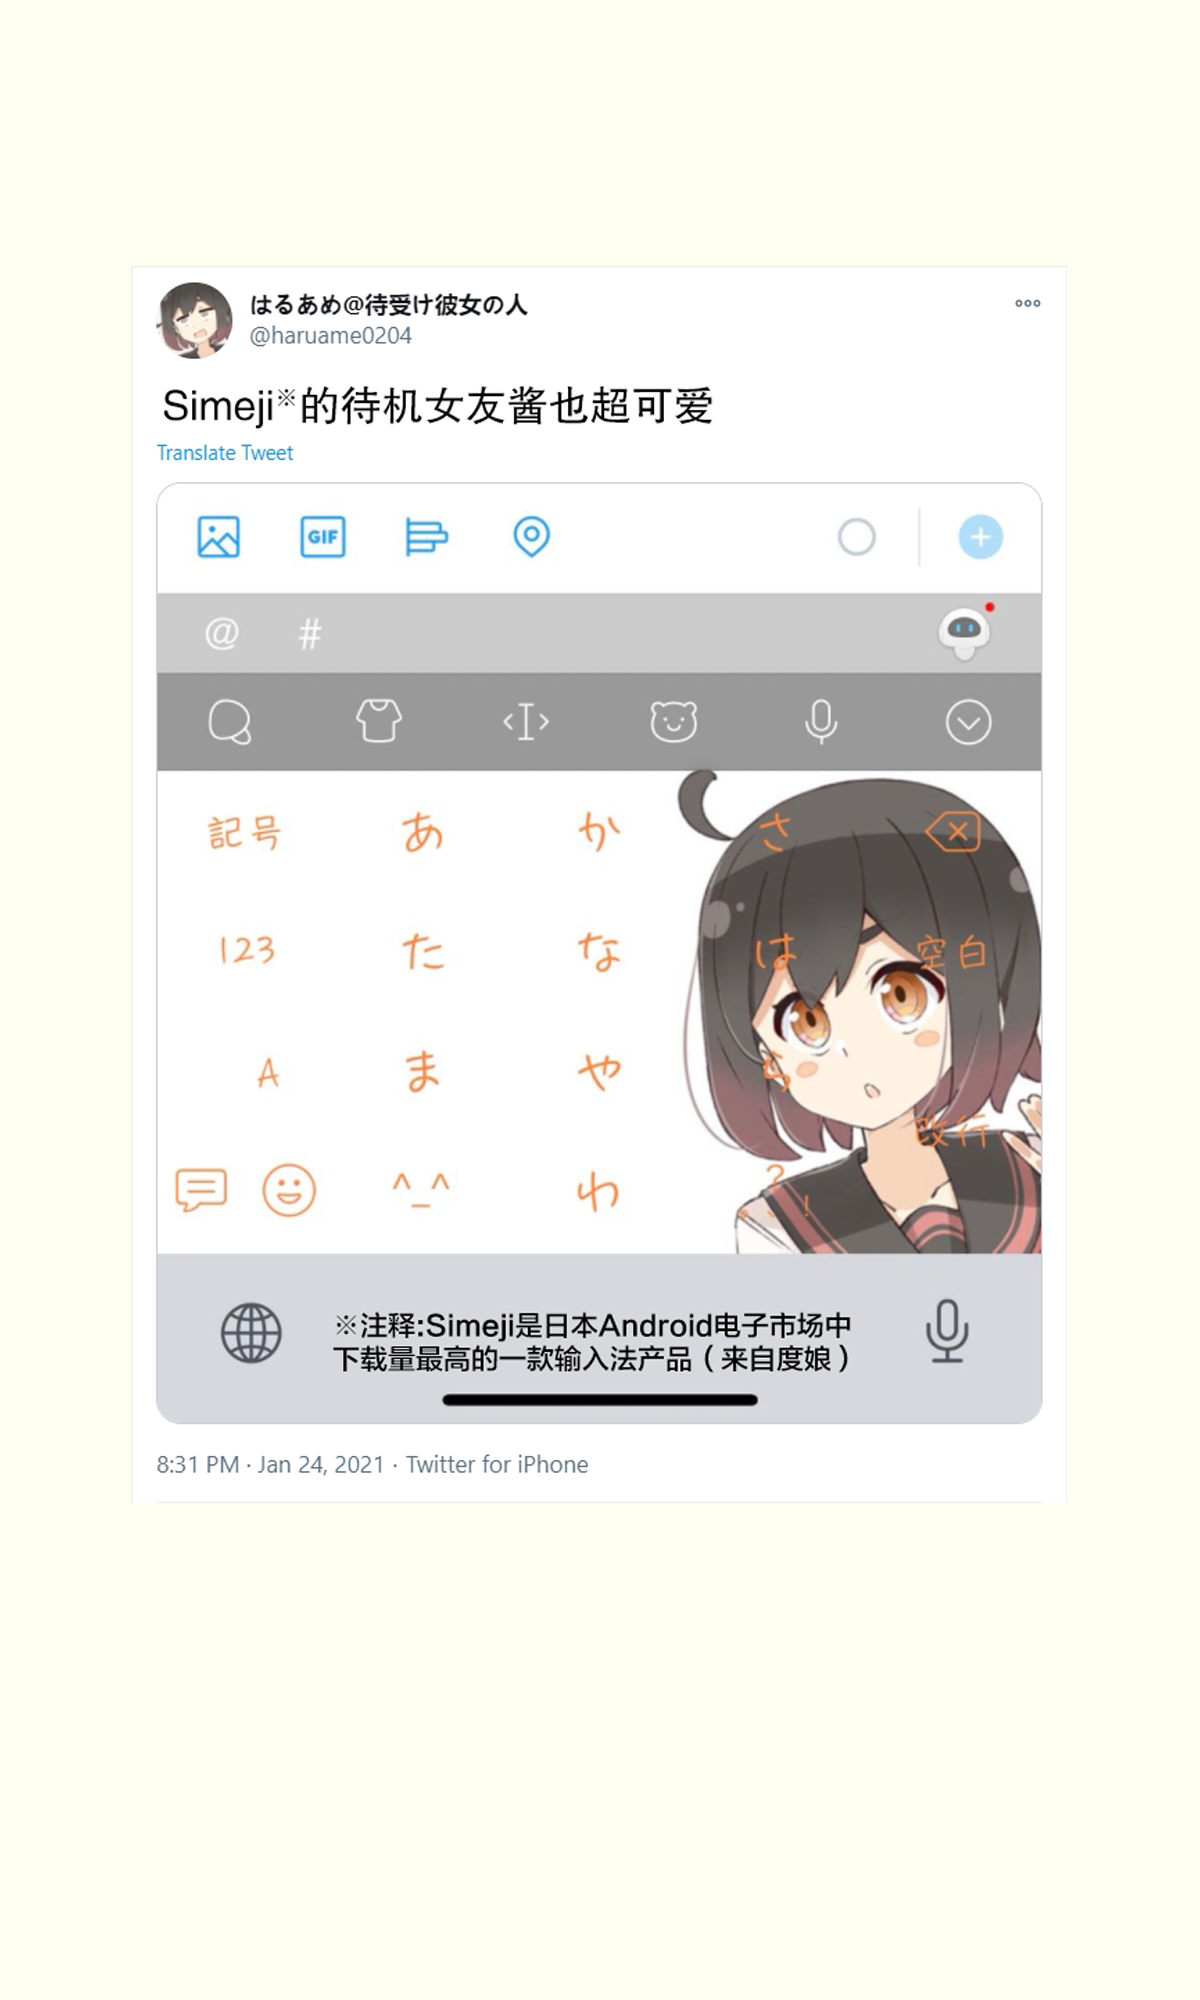 はるあめ@待受け彼女の人
@haruame0204
Simeji※的待机女友酱也超可爱
Translate Tweet
GIF
@ #
記号 あ か さ
123 た な は 空白
A ま や ら
改行
^_^ わ 。、?!
※注释:Simeji是日本Android电子市场中
下载量最高的一款输入法产品（来自度娘）
8:31 PM · Jan 24, 2021 · Twitter for iPhone